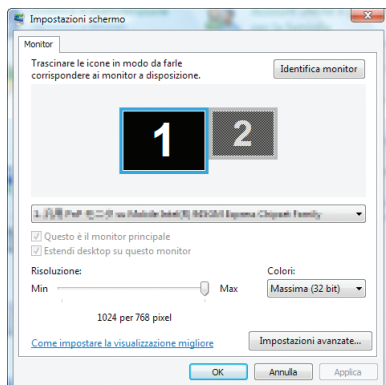 Impostazioni schermo
Monitor
Trascinare le icone in modo da farle
corrispondere ai monitor a disposizione.
Identifica monitor
1
2
Questo è il monitor principale
Estendi desktop su questo monitor
Risoluzione:
Colori:
Min
Max
Massima (32 bit)
1024 per 768 pixel
Come impostare la visualizzazione migliore
Impostazioni avanzate...
OK
Annulla
Applica